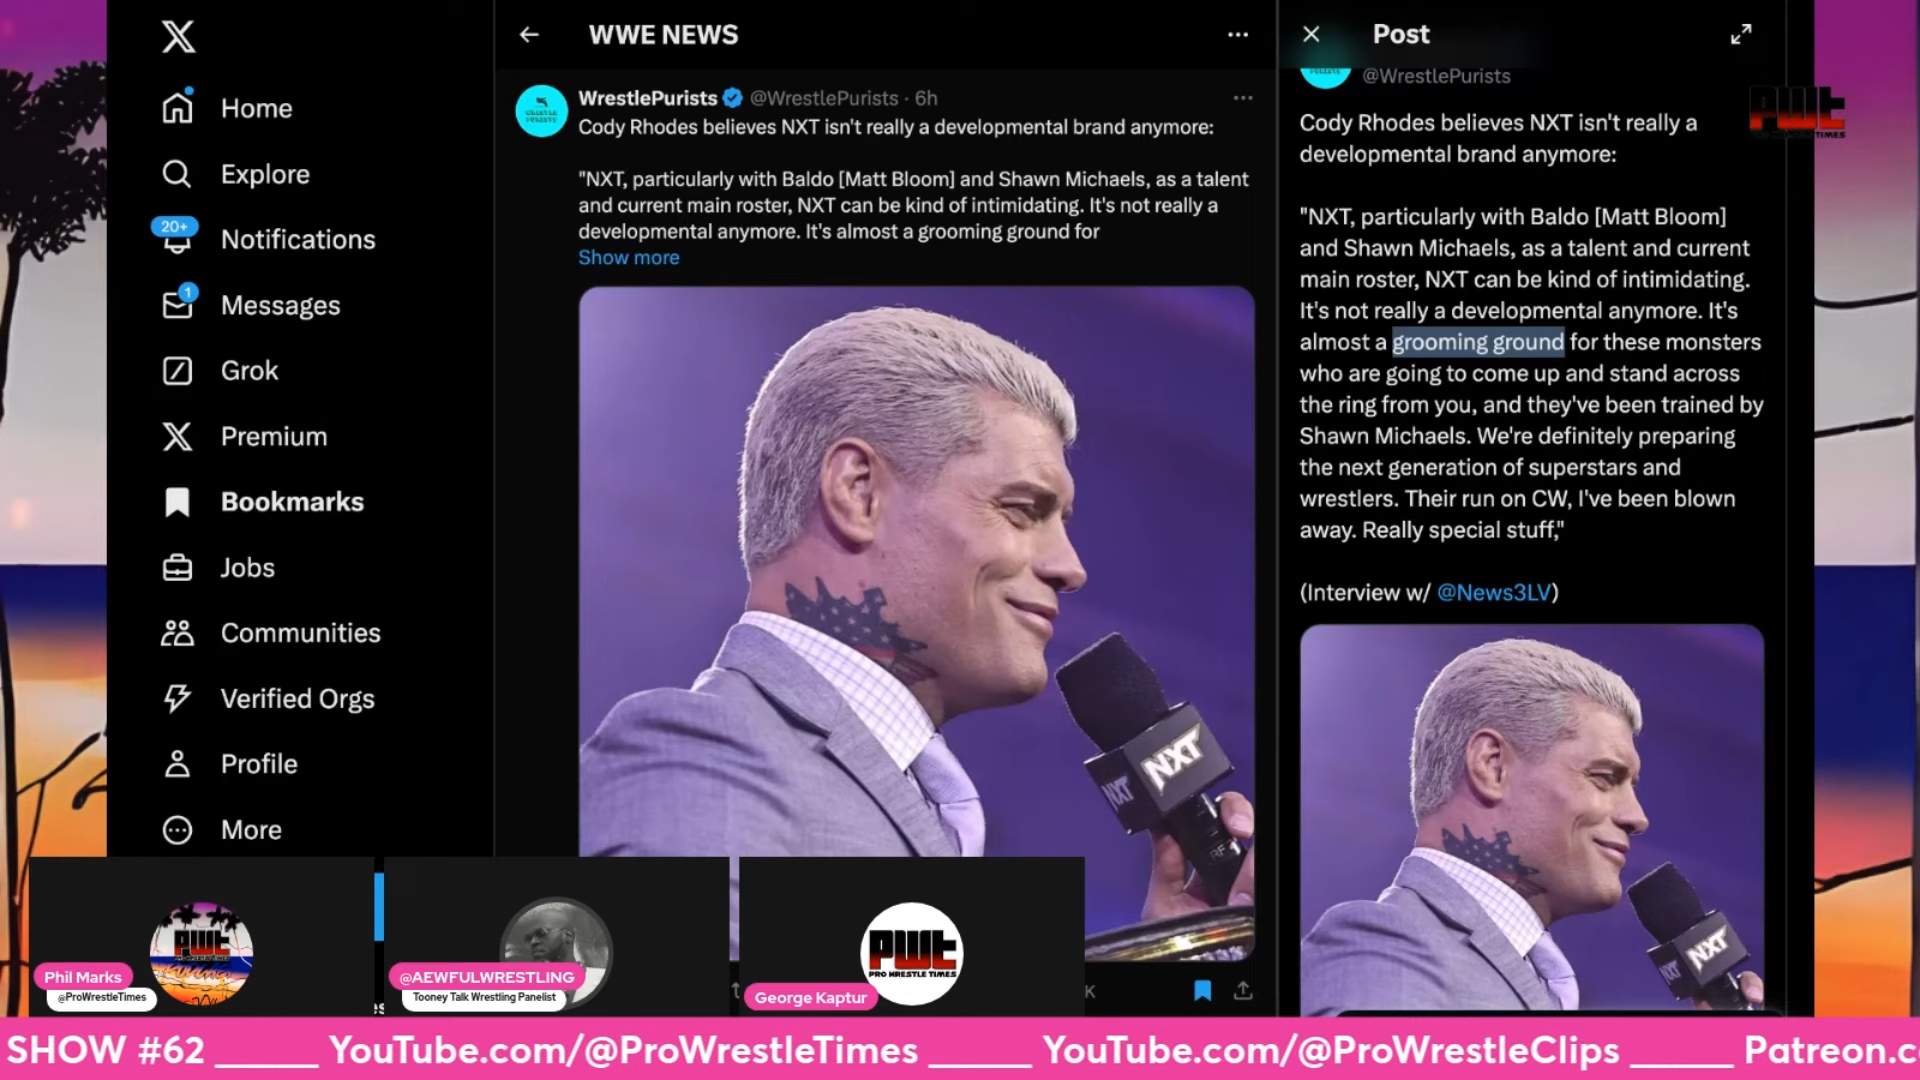 Home
Explore
20+
Notifications
1
Messages
Grok
Premium
Bookmarks
Jobs
Communities
Verified Orgs
Profile
More
WWE NEWS
WrestlePurists @WrestlePurists · 6h
Cody Rhodes believes NXT isn't really a developmental brand anymore:
"NXT, particularly with Baldo [Matt Bloom] and Shawn Michaels, as a talent
and current main roster, NXT can be kind of intimidating. It's not really a
developmental anymore. It's almost a grooming ground for
Show more
NXT
NXT
RF 1
K
Post
@WrestlePurists
Cody Rhodes believes NXT isn't really a
developmental brand anymore:
"NXT, particularly with Baldo [Matt Bloom]
and Shawn Michaels, as a talent and current
main roster, NXT can be kind of intimidating.
It's not really a developmental anymore. It's
almost a grooming ground for these monsters
who are going to come up and stand across
the ring from you, and they've been trained by
Shawn Michaels. We're definitely preparing
the next generation of superstars and
wrestlers. Their run on CW, I've been blown
away. Really special stuff,"
(Interview w/ @News3LV)
NXT
NXT
PWt
Phil Marks
@ProWrestleTimes
PWt
@AEWFULWRESTLING
Tooney Talk Wrestling Panelist
PWt
PRO WRESTLE TIMES
George Kaptur
SHOW #62 _____ YouTube.com/@ProWrestleTimes _____ YouTube.com/@ProWrestleClips _____ Patreon.c